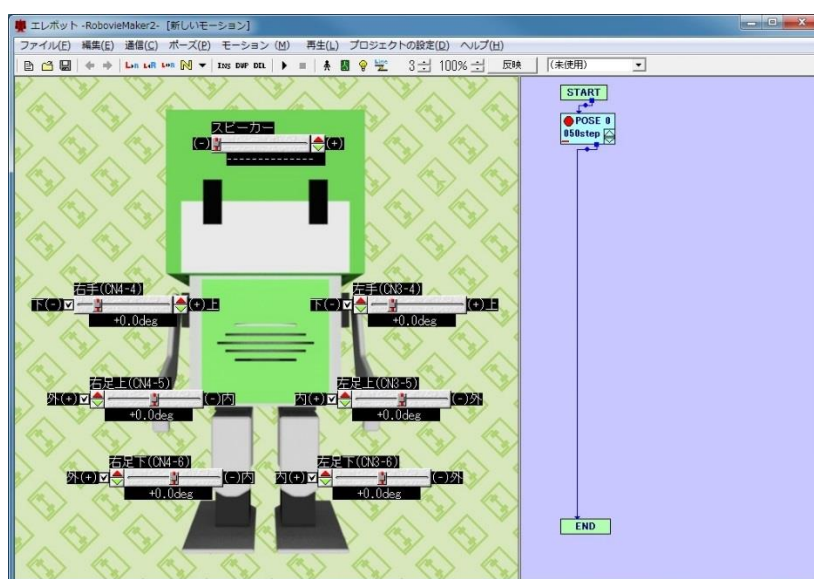 エレボット -RobovieMaker2- [新しいモーション]
ファイル(F) 編集(E) 通信(C) ポーズ(P) モーション (M) 再生(L) プロジェクトの設定(D) ヘルプ(H)
INS DUP DEL 3 100% 反映 (未使用)
START
POSE 0
050step
スピーカー
(-) (+)
--------------
右手(CN4-4) 左手(CN3-4)
下(-) (+)上 下(-) (+)上
+0.0deg +0.0deg
右足上(CN4-5) 左足上(CN3-5)
外(+) (-)内 内(+) (-)外
+0.0deg +0.0deg
右足下(CN4-6) 左足下(CN3-6)
外(+) (-)内 内(+) (-)外
+0.0deg +0.0deg
END